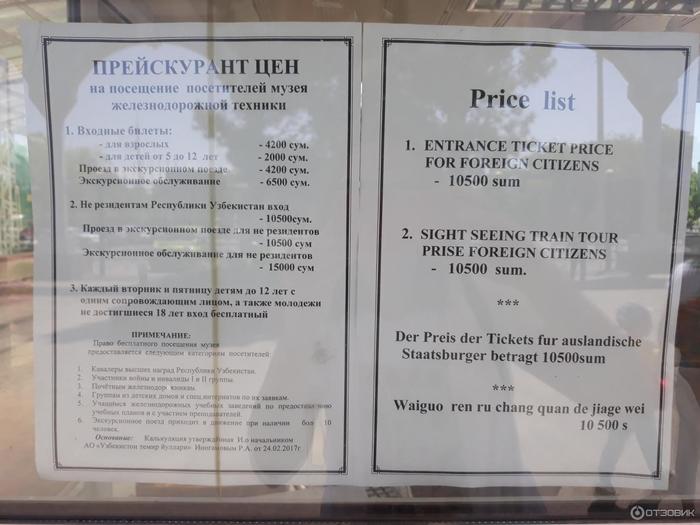 ПРЕЙСКУРАНТ ЦЕН
на посещение посетителей музея
железнодорожной техники
1. Входные билеты:
- для взрослых - 4200 сум.
- для детей от 5 до 12 лет - 2000 сум.
Проезд в экскурсионном поезде - 4200 сум.
Экскурсионное обслуживание - 6500 сум.
2. Не резидентам Республики Узбекистан вход
- 10500сум.
Проезд в экскурсионном поезде для не резидентов
- 10500 сум
Экскурсионное обслуживание для не резидентов
- 15000 сум
3. Каждый вторник и пятницу детям до 12 лет с
одним сопровождающим лицом, а также молодежи
не достигшиеся 18 лет вход бесплатный
ПРИМЕЧАНИЕ:
Право бесплатного посещения музея
предоставляется следующим категориям посетителей
1. Кавалеры высших наград Республики Узбекистан.
2. Участники войны и инвалиды I и II группы.
3. Почётным
4. Группам из детских домов и спец.интернатов по их заявкам.
5. Учащимся железнодорожных учебных заведений по
учебных планов и с участием преподавателей.
6. Экскурсионное поезд приходит в движение при наличии 10
человек.
Основание: Калькуляция утверждённая И.о начальником
АО «Узбекистон темир йуллари» Р.А. от 24.02.2017г
Price list
1. ENTRANCE TICKET PRICE
FOR FOREIGN CITIZENS
- 10500 sum
2. SIGHT SEEING TRAIN TOUR
PRISE FOREIGN CITIZENS
- 10500 sum.
***
Der Preis der Tickets fur auslandische
Staatsburger betragt 10500sum
***
Waiguo ren ru chang quan de jiage wei
10 500 s
ОТЗОВИК